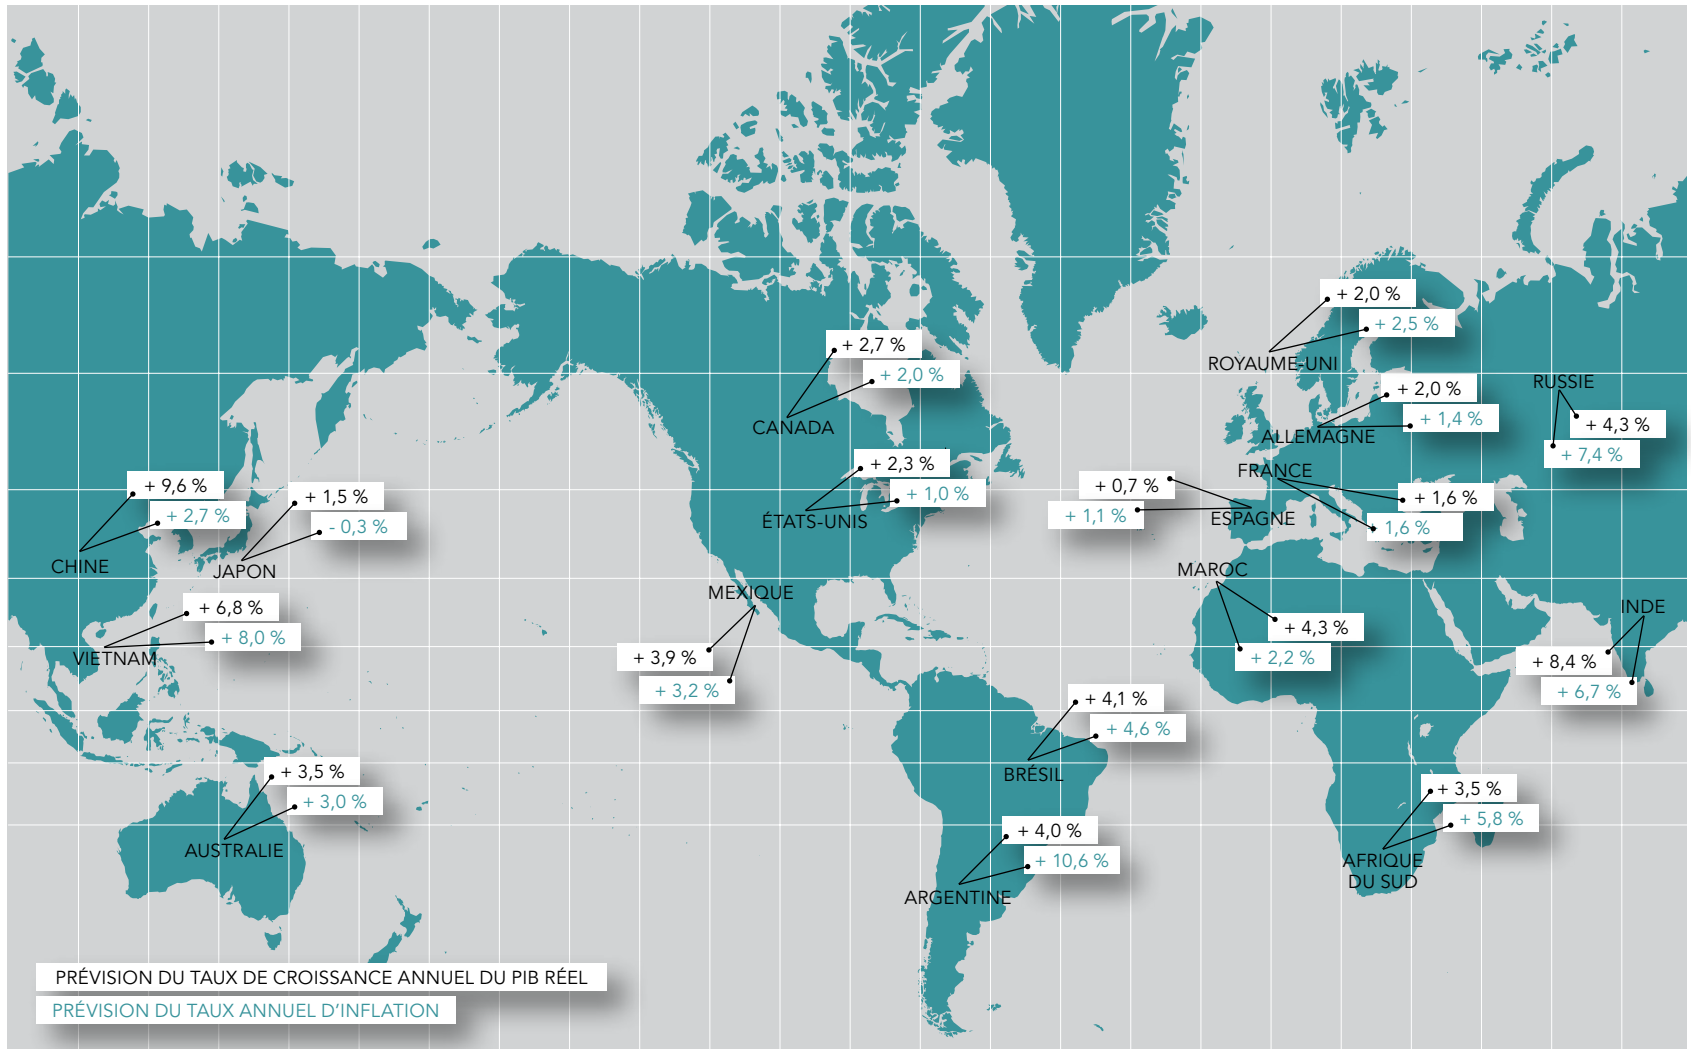 + 2,0 %
+ 2,5 %
ROYAUME-UNI
+ 2,7 %
+ 2,0 %
CANADA
+ 2,0 %
+ 1,4 %
ALLEMAGNE
RUSSIE
+ 4,3 %
+ 7,4 %
+ 2,3 %
+ 1,0 %
ÉTATS-UNIS
FRANCE
+ 1,6 %
1,6 %
+ 0,7 %
+ 1,1 %
ESPAGNE
+ 9,6 %
+ 2,7 %
CHINE
+ 1,5 %
- 0,3 %
JAPON
MAROC
+ 4,3 %
+ 2,2 %
MEXIQUE
+ 3,9 %
+ 3,2 %
INDE
+ 8,4 %
+ 6,7 %
+ 6,8 %
+ 8,0 %
VIETNAM
+ 4,1 %
+ 4,6 %
BRÉSIL
+ 3,5 %
+ 3,0 %
AUSTRALIE
+ 3,5 %
+ 5,8 %
AFRIQUE
DU SUD
+ 4,0 %
+ 10,6 %
ARGENTINE
PRÉVISION DU TAUX DE CROISSANCE ANNUEL DU PIB RÉEL
PRÉVISION DU TAUX ANNUEL D’INFLATION